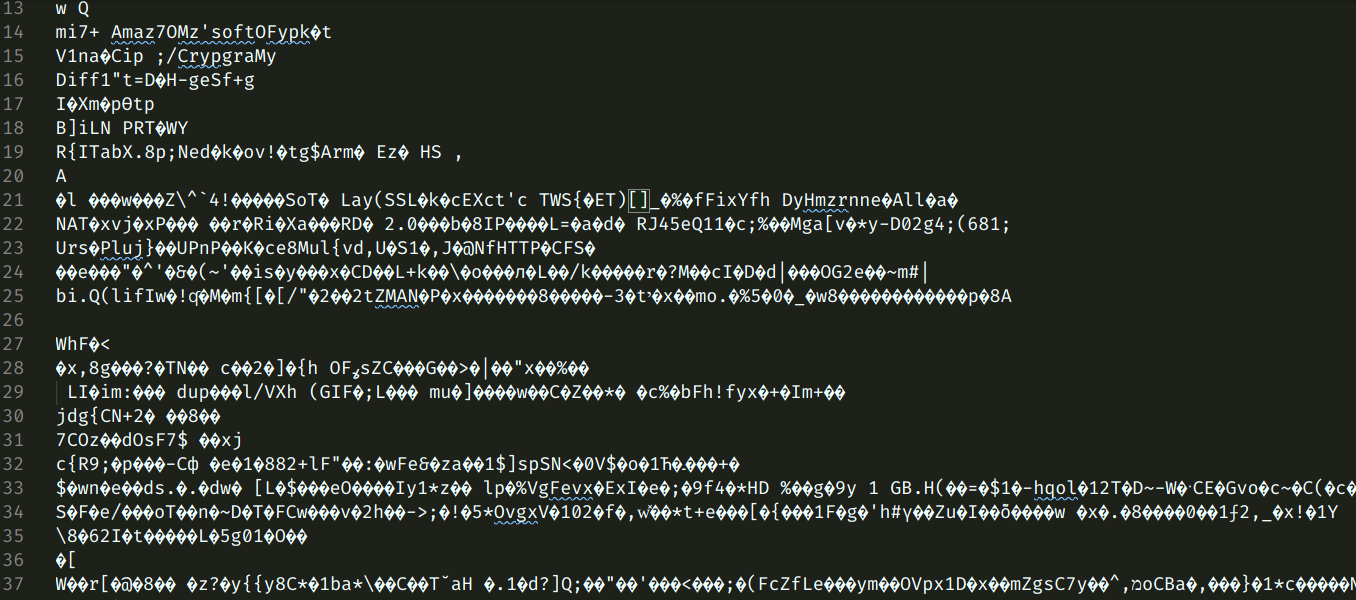 13 w Q
14 mi7+ Amaz7OMz'softOFypk�t
15 V1na�Cip ;/CrypgraMy
16 Diff1"t=D�H-geSf+g
17 I�Xm�pθtp
18 B]iLN PRT�WY
19 R{ITabX.8p;Ned�k�ov!�tg$Arm� Ez� HS ,
20 A
21 �l ���w���Z\^`4!�����SoT� Lay(SSL�k�cEXct'c TWS{�ET)[]_�%�fFixYfh DyHmzrnne�All�a�
22 NAT�xvj�xP��� ��r�Ri�Xa���RD� 2.0���b�8IP����L=�a�d� RJ45eQ11�c;%��Mga[v�*y-D02g4;(681;
23 Urs�Pluj}��UPnP��K�ce8Mul{vd,U�S1�,J�@NfHTTP�CFS�
24 ��e���"�^'�&�(~'��is�y���x�CD��L+k��\�o���л�L��/k�����r�?M��cI�D�d|���OG2e��~m#|
25 bi.Q(lifIw�!�M�m{[�[/"�2��2tZMAN�P�x�������8�����-3�t�x��mo.�%5�0�_�w8������������p�8A
26
27 WhF�<
28 �x,8g���?�TN�� c��2�]�{h OF sZC���G��>�|��"x��%��
29 LI�im:��� dup���l/VXh (GIF�;L��� mu�]����w��C�Z��*� �c%�bFh!fyx�+�Im+��
30 jdg{CN+2� ��8��
31 7COz��dOsF7$ ��xj
32 c{R9;�p���-Cф �e�1�882+lF"��:�wFe&�za��1$]spSN<�0V$�o�1Ћ�.���+�
33 $�wn�e��ds.�.�dw� [L�$���eO����Iy1*z�� lp�%VgFevx�ExI�e�;�9f4�*HD %��g�9y 1 GB.H(��=�$1�-hqol�12T�D~-W�·CE�Gvo�c~�C(�c�
34 S�F�e/���oT��n�~D�T�FCw���v�2h��->;�!�5*OvgxV�102�f�,w��*t+e���[�{���1F�g�'h#γ��Zu�I��ȭ����w �x�.�8����0��1ƒ2,_�x!�1Y
35 \8�62I�t�����L�5g01�O��
36 �[
37 W��r[�@�8�� �z?�y{{y8C*�1ba*\��C��T˘aH �.1�d?]Q;��"��'���<���;�(FcZfLe���ym��OVpx1D�x��mZgsC7y��^,מoCBa�,���}�1*c�����N